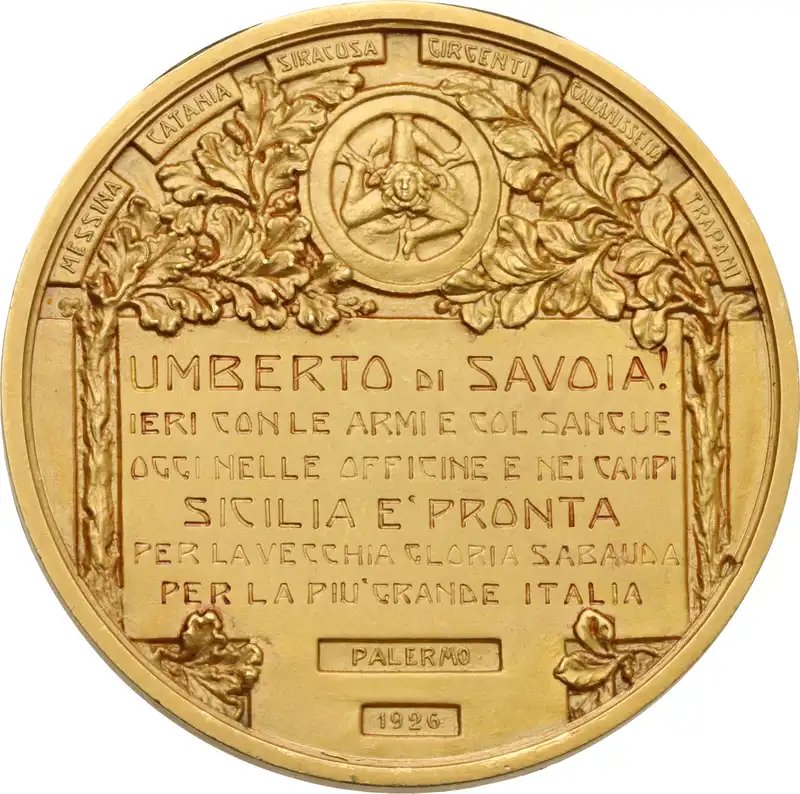 MESSINA
CATANIA
SIRACUSA
GIRGENTI
CALTANISSETTA
TRAPANI
UMBERTO DI SAVOIA!
IERI CON LE ARMI E COL SANGUE
OGGI NELLE OFFICINE E NEI CAMPI
SICILIA E' PRONTA
PER LA VECCHIA GLORIA SABAUDA
PER LA PIU' GRANDE ITALIA
PALERMO
1926